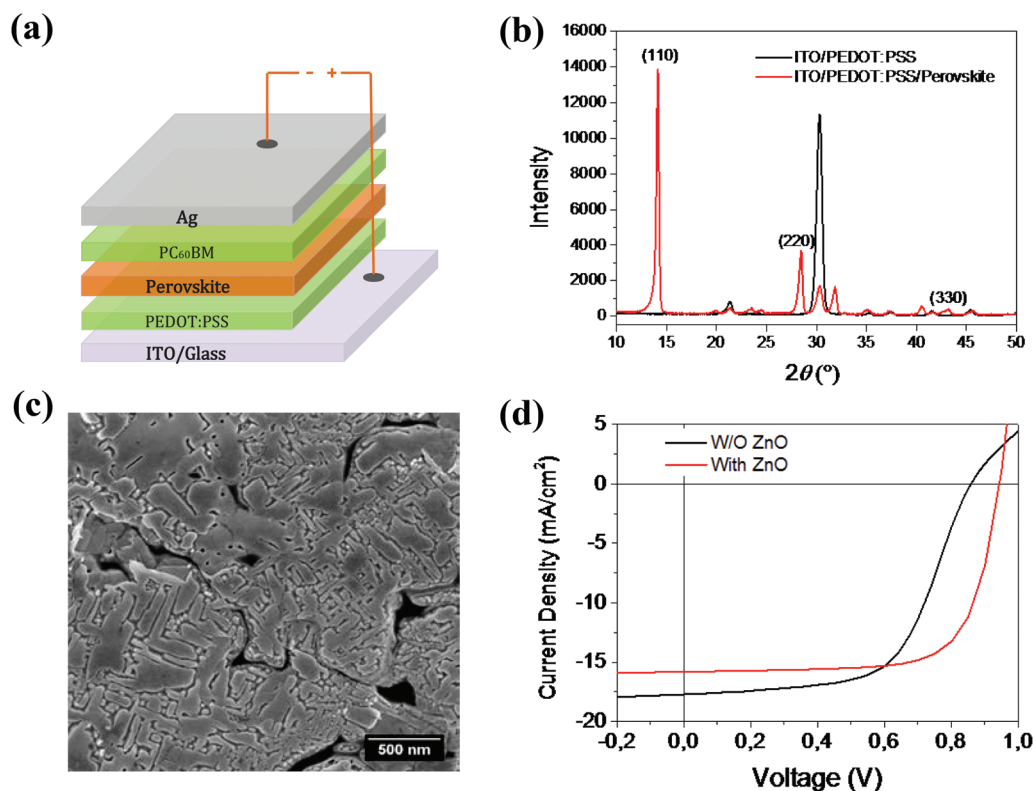 (a)
- +
Ag
PC₆₀BM
Perovskite
PEDOT:PSS
ITO/Glass
(b)
16000
14000
12000
10000
8000
6000
4000
2000
0
Intensity
(110)
(220)
(330)
ITO/PEDOT:PSS
ITO/PEDOT:PSS/Perovskite
10 15 20 25 30 35 40 45 50
2θ (°)
(c)
500 nm
(d)
5
0
-5
-10
-15
-20
Current Density (mA/cm²)
W/O ZnO
With ZnO
-0,2 0,0 0,2 0,4 0,6 0,8 1,0
Voltage (V)